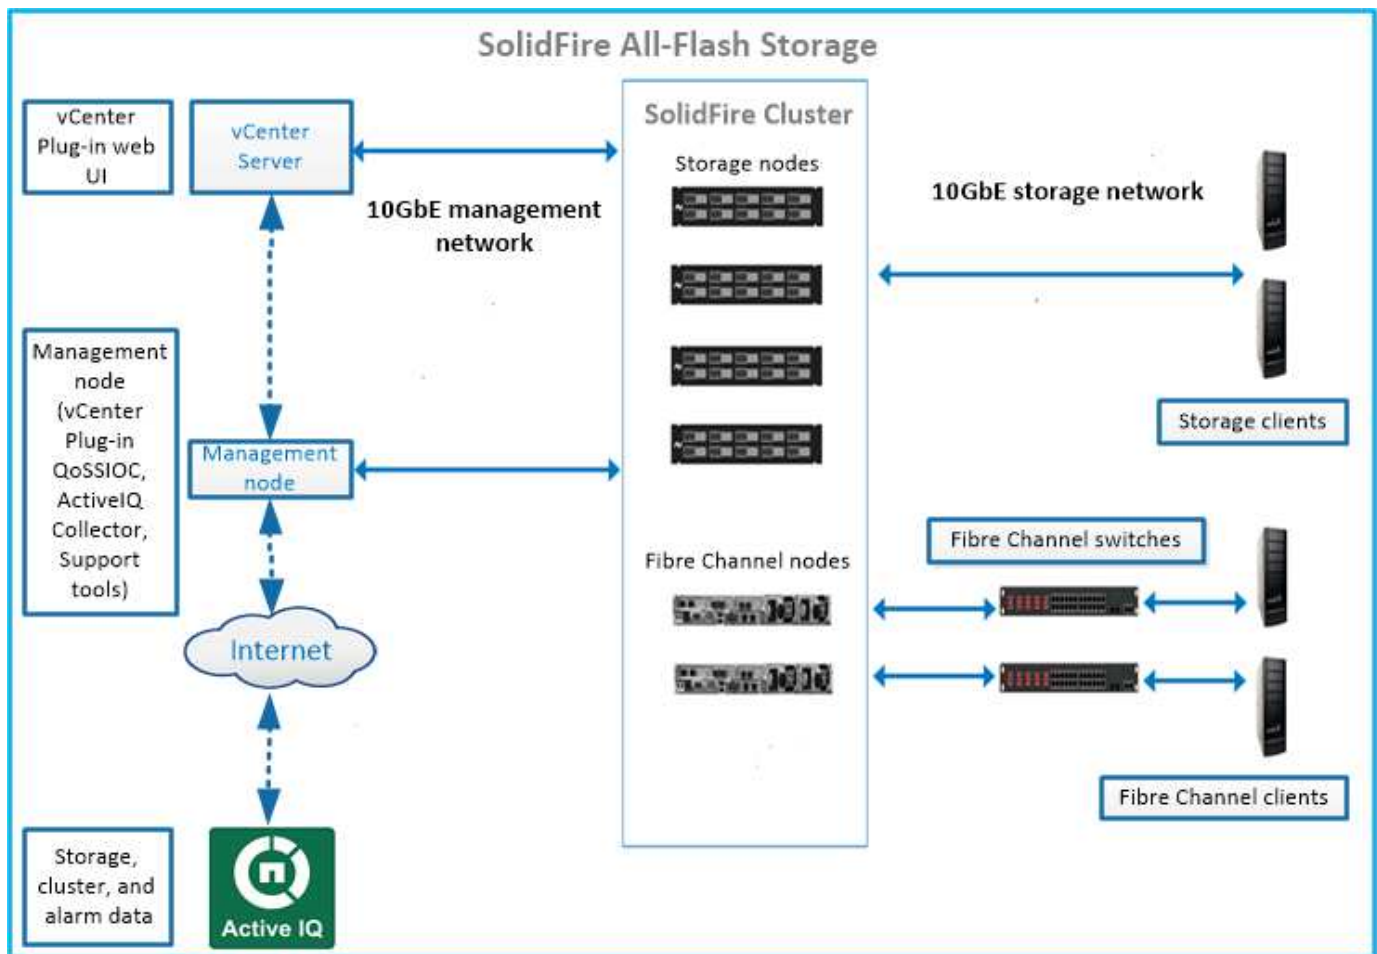 SolidFire All-Flash Storage
vCenter
Plug-in web
UI
vCenter
Server
10GbE management
network
SolidFire Cluster
Storage nodes
10GbE storage network
Storage clients
Management
node
(vCenter
Plug-in
QoSSIOC,
ActiveIQ
Collector,
Support
tools)
Management
node
Fibre Channel nodes
Fibre Channel switches
Internet
Fibre Channel clients
Storage,
cluster, and
alarm data
n
Active IQ